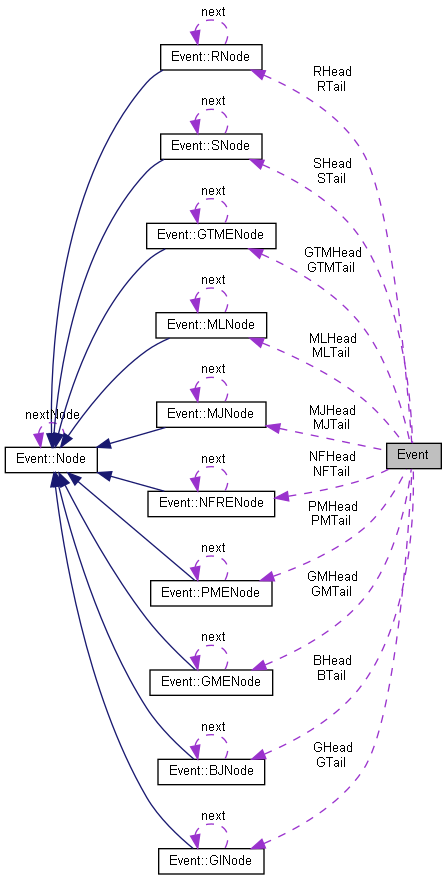 next
Event::RNode
RHead
RTail
next
Event::SNode
SHead
STail
next
Event::GTMENode
GTMHead
GTMTail
next
Event::MLNode
MLHead
MLTail
next
Event::MJNode
MJHead
MJTail
nextNode
Event::Node
Event
next
Event::NFRENode
NFHead
NFTail
next
Event::PMENode
PMHead
PMTail
next
Event::GMENode
GMHead
GMTail
next
Event::BJNode
BHead
BTail
next
Event::GINode
GHead
GTail